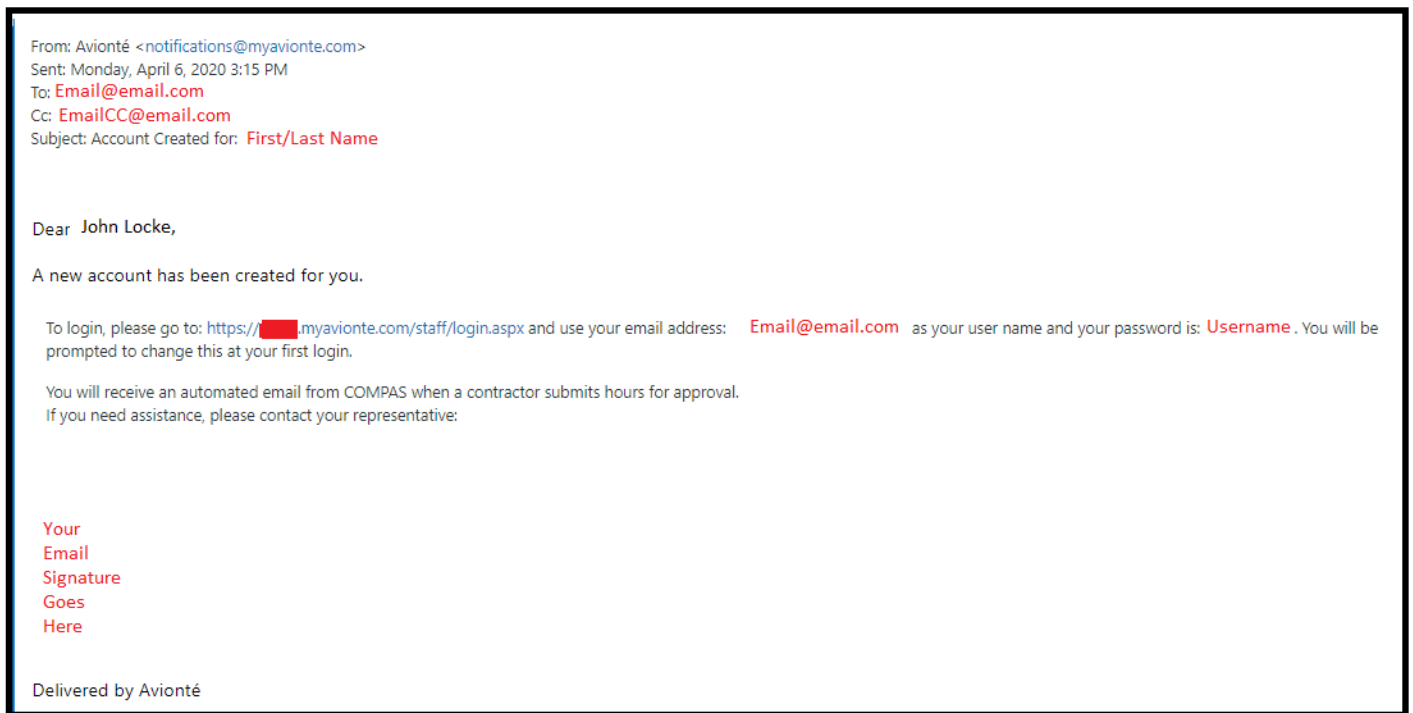 From: Avionté <notifications@myavionte.com>
Sent: Monday, April 6, 2020 3:15 PM
To: Email@email.com
Cc: EmailCC@email.com
Subject: Account Created for: First/Last Name
Dear John Locke,
A new account has been created for you.
To login, please go to: https://.myavionte.com/staff/login.aspx and use your email address: Email@email.com as your user name and your password is: Username. You will be
prompted to change this at your first login.
You will receive an automated email from COMPAS when a contractor submits hours for approval.
If you need assistance, please contact your representative:
Your
Email
Signature
Goes
Here
Delivered by Avionté